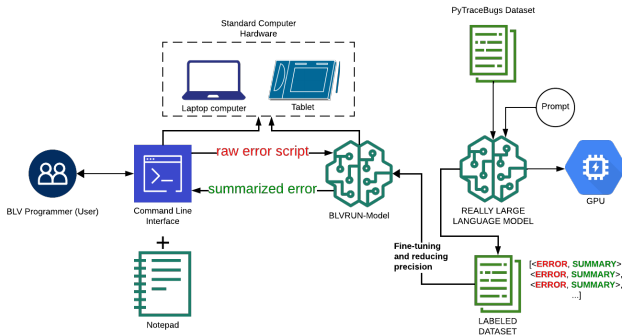 Standard Computer
Hardware
Laptop computer
Tablet
PyTraceBugs Dataset
Prompt
raw error script
summarized error
BLV Programmer (User)
Command Line
Interface
BLVRUN-Model
REALLY LARGE
LANGUAGE MODEL
GPU
+
Notepad
Fine-tuning
and reducing
precision
[<ERROR, SUMMARY>
<ERROR, SUMMARY>,
<ERROR, SUMMARY>,
...]
LABELED
DATASET